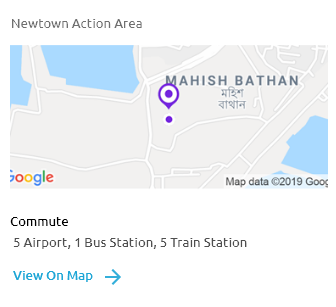 Newtown Action Area
MAHISH BATHAN
মহিশ
বাথান
Google
Map data ©2019 Goog
Commute
5 Airport, 1 Bus Station, 5 Train Station
View On Map